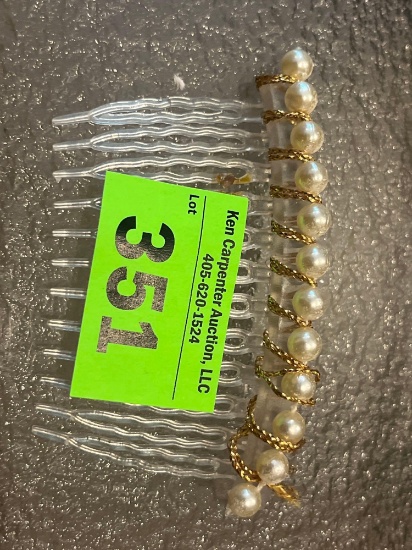 Ken Carpenter Auction, LLC
405-620-1524
Lot
351